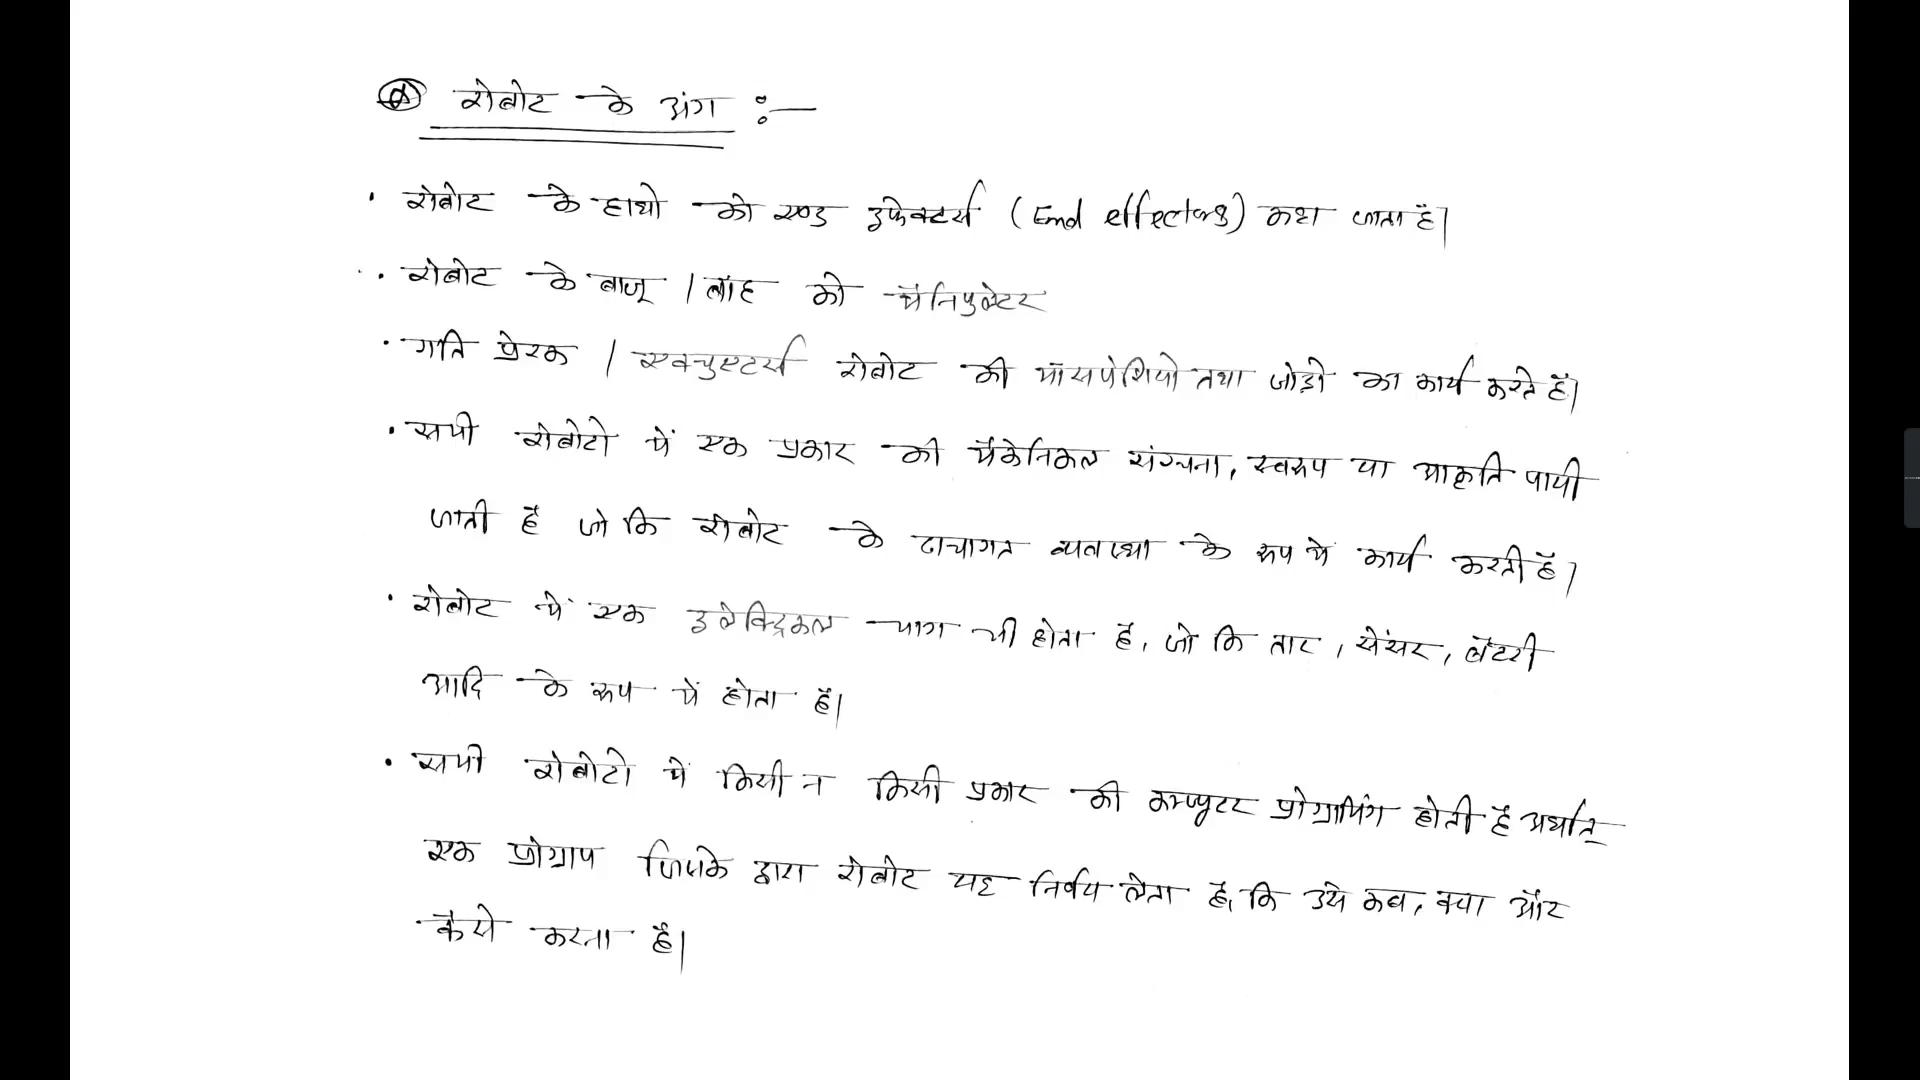 रोबोट के अंग :-
• रोबोट के हाथो को एण्ड इफेक्टर्स (End effectors) कहा जाता है|
• रोबोट के बाजू / बाँह को मैनिपुलेटर
• गति प्रेरक / एक्चुएटर्स रोबोट की माँसपेशियो तथा जोड़ो का कार्य करते है|
• सभी रोबोटो में एक प्रकार की मैकेनिकल संरचना, स्वरूप या आकृति पायी
जाती है जो कि रोबोट के ढाचागत व्यवस्था के रूप मे कार्य करती है|
• रोबोट मे एक इलेक्ट्रिकल भाग भी होता है, जो कि तार, सेंसर, बैटरी
आदि के रूप में होता है|
• सभी रोबोटो मे किसी न किसी प्रकार की कम्प्युटर प्रोग्रामिंग होती है अर्थात्
एक प्रोग्राम जिसके द्वारा रोबोट यह निर्णय लेता है, कि उसे कब, क्या और
कैसे करता है|